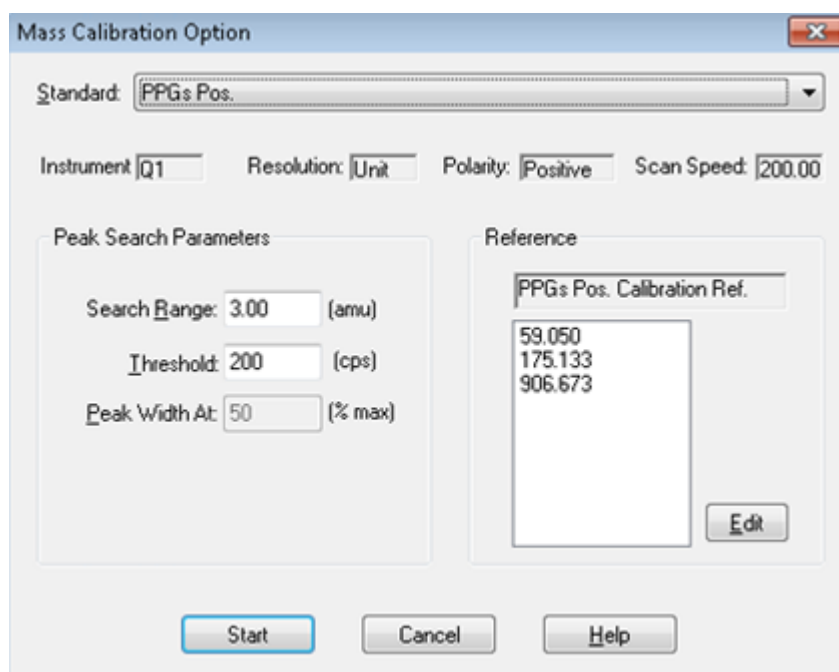 Mass Calibration Option
Standard: PPGs Pos.
Instrument Q1 Resolution: Unit Polarity: Positive Scan Speed: 200.00
Peak Search Parameters
Search Range: 3.00 (amu)
Threshold: 200 (cps)
Peak Width At: 50 (% max)
Reference
PPGs Pos. Calibration Ref.
59.050
175.133
906.673
Edit
Start Cancel Help